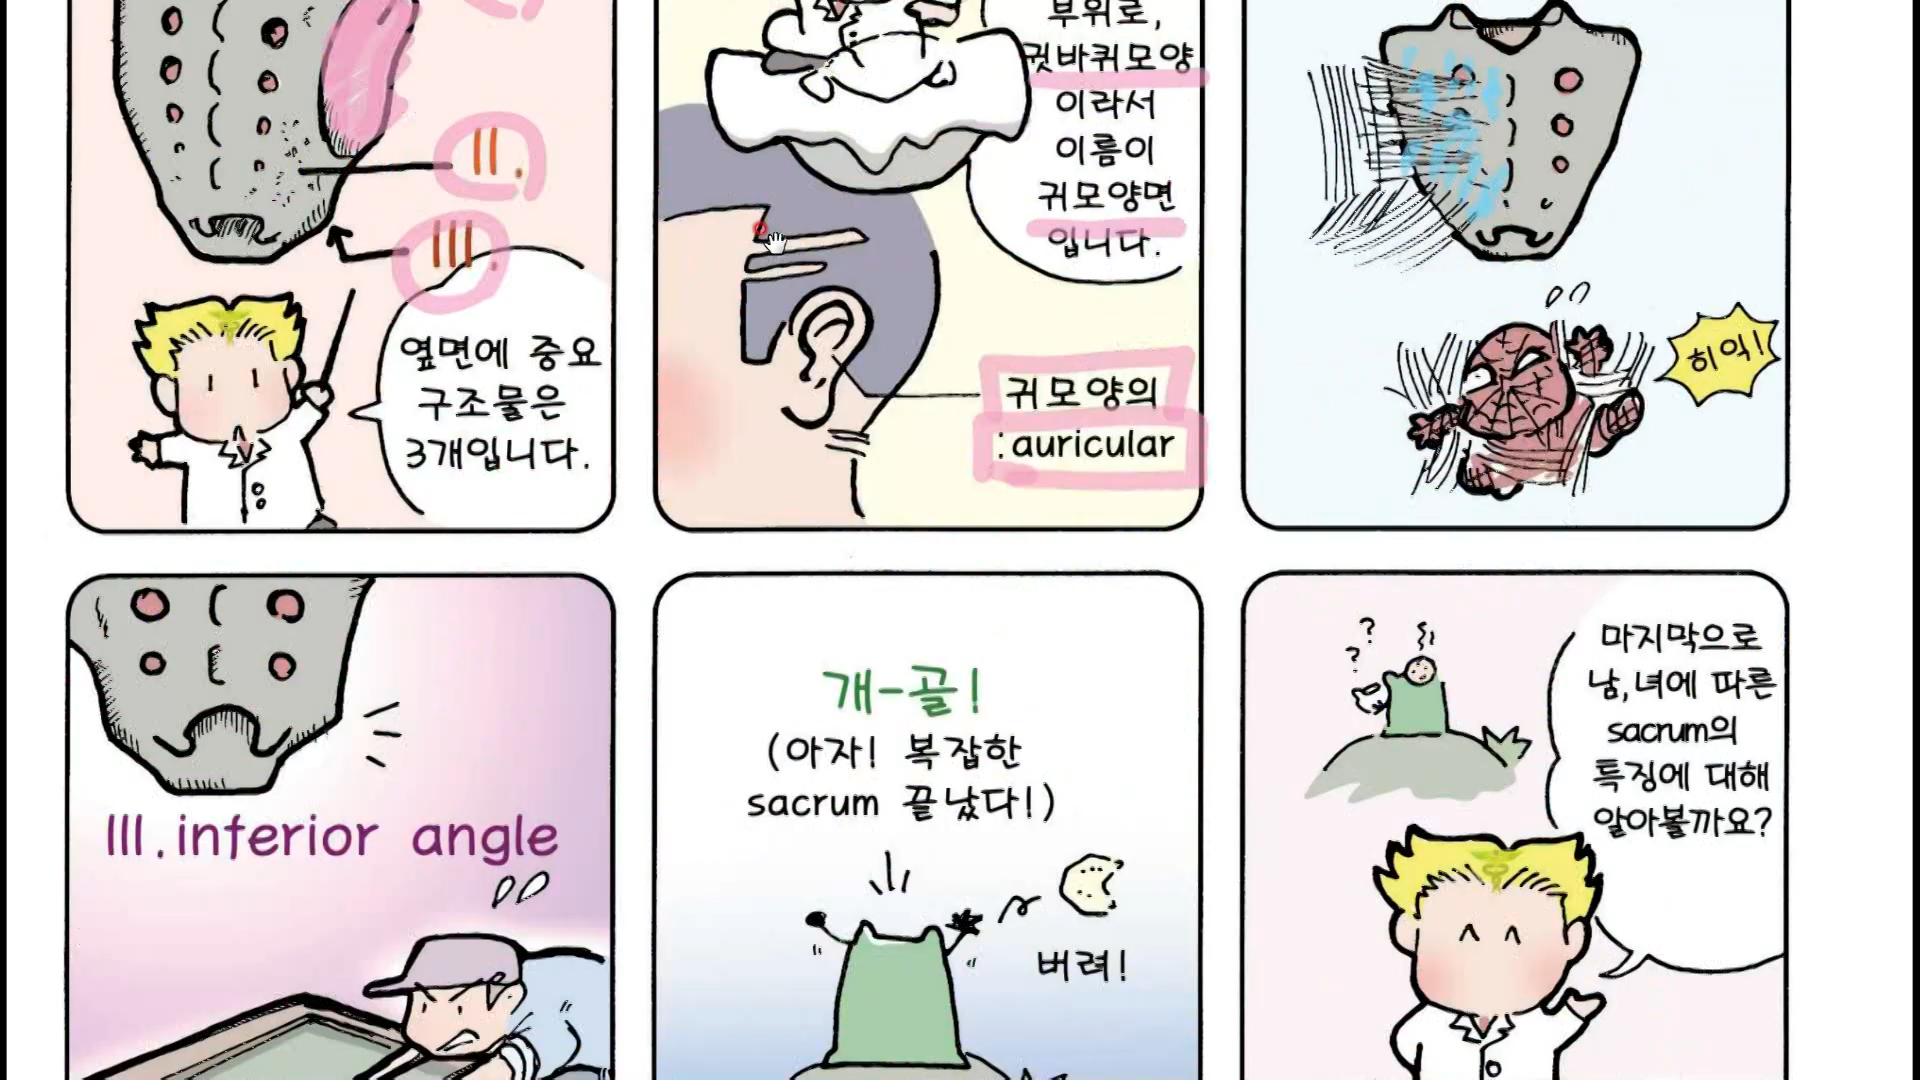 II.
III.
옆면에 중요
구조물은
3개입니다.
부위로,
귓바퀴모양
이라서
이름이
귀모양면
입니다.
귀모양의
:auricular
히익!
III.inferior angle
개-골!
(아자! 복잡한
sacrum 끝났다!)
버려!
? ?
마지막으로
남,녀에 따른
sacrum의
특징에 대해
알아볼까요?